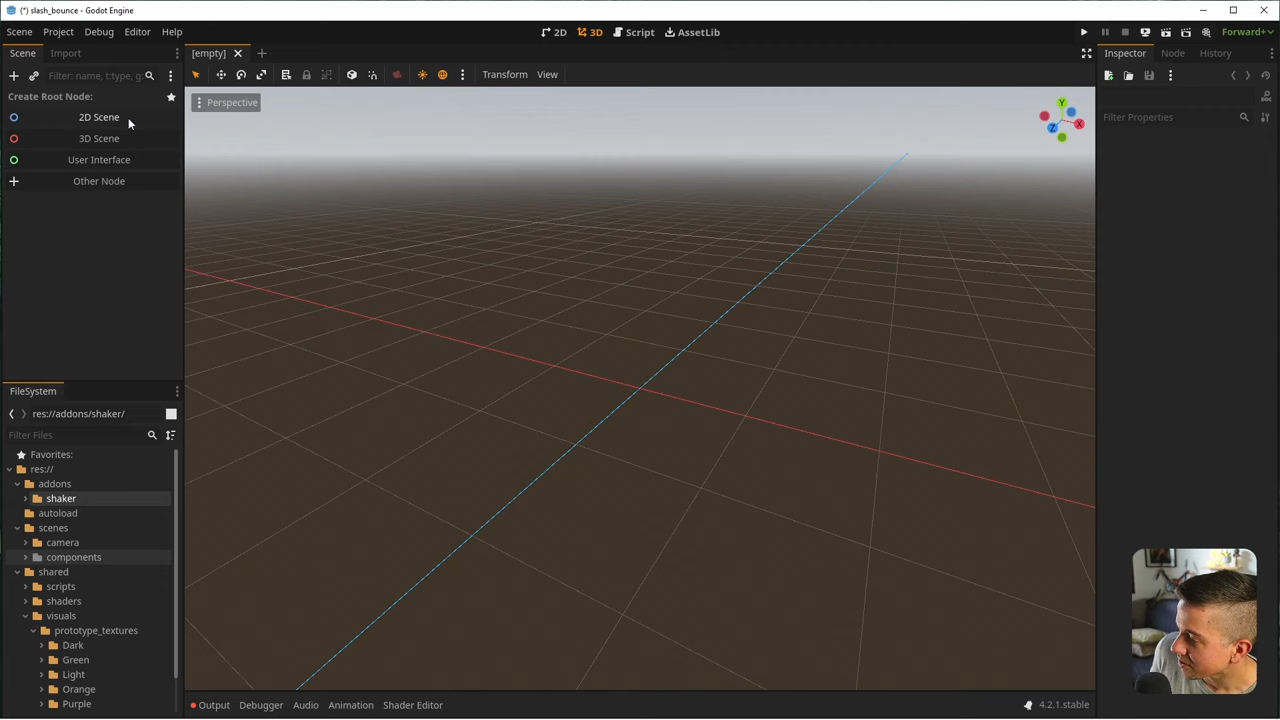 (*) slash_bounce - Godot Engine
Scene Project Debug Editor Help
2D 3D Script AssetLib
Forward+
Scene Import
[empty]
Inspector Node History
Filter: name, t:type, g:
Transform View
Create Root Node:
Perspective
Y
X
Z
2D Scene
Filter Properties
3D Scene
User Interface
Other Node
FileSystem
res://addons/shaker/
Filter Files
Favorites:
res://
addons
shaker
autoload
scenes
camera
components
shared
scripts
shaders
visuals
prototype_textures
Dark
Green
Light
Orange
Purple
Output Debugger Audio Animation Shader Editor
4.2.1.stable